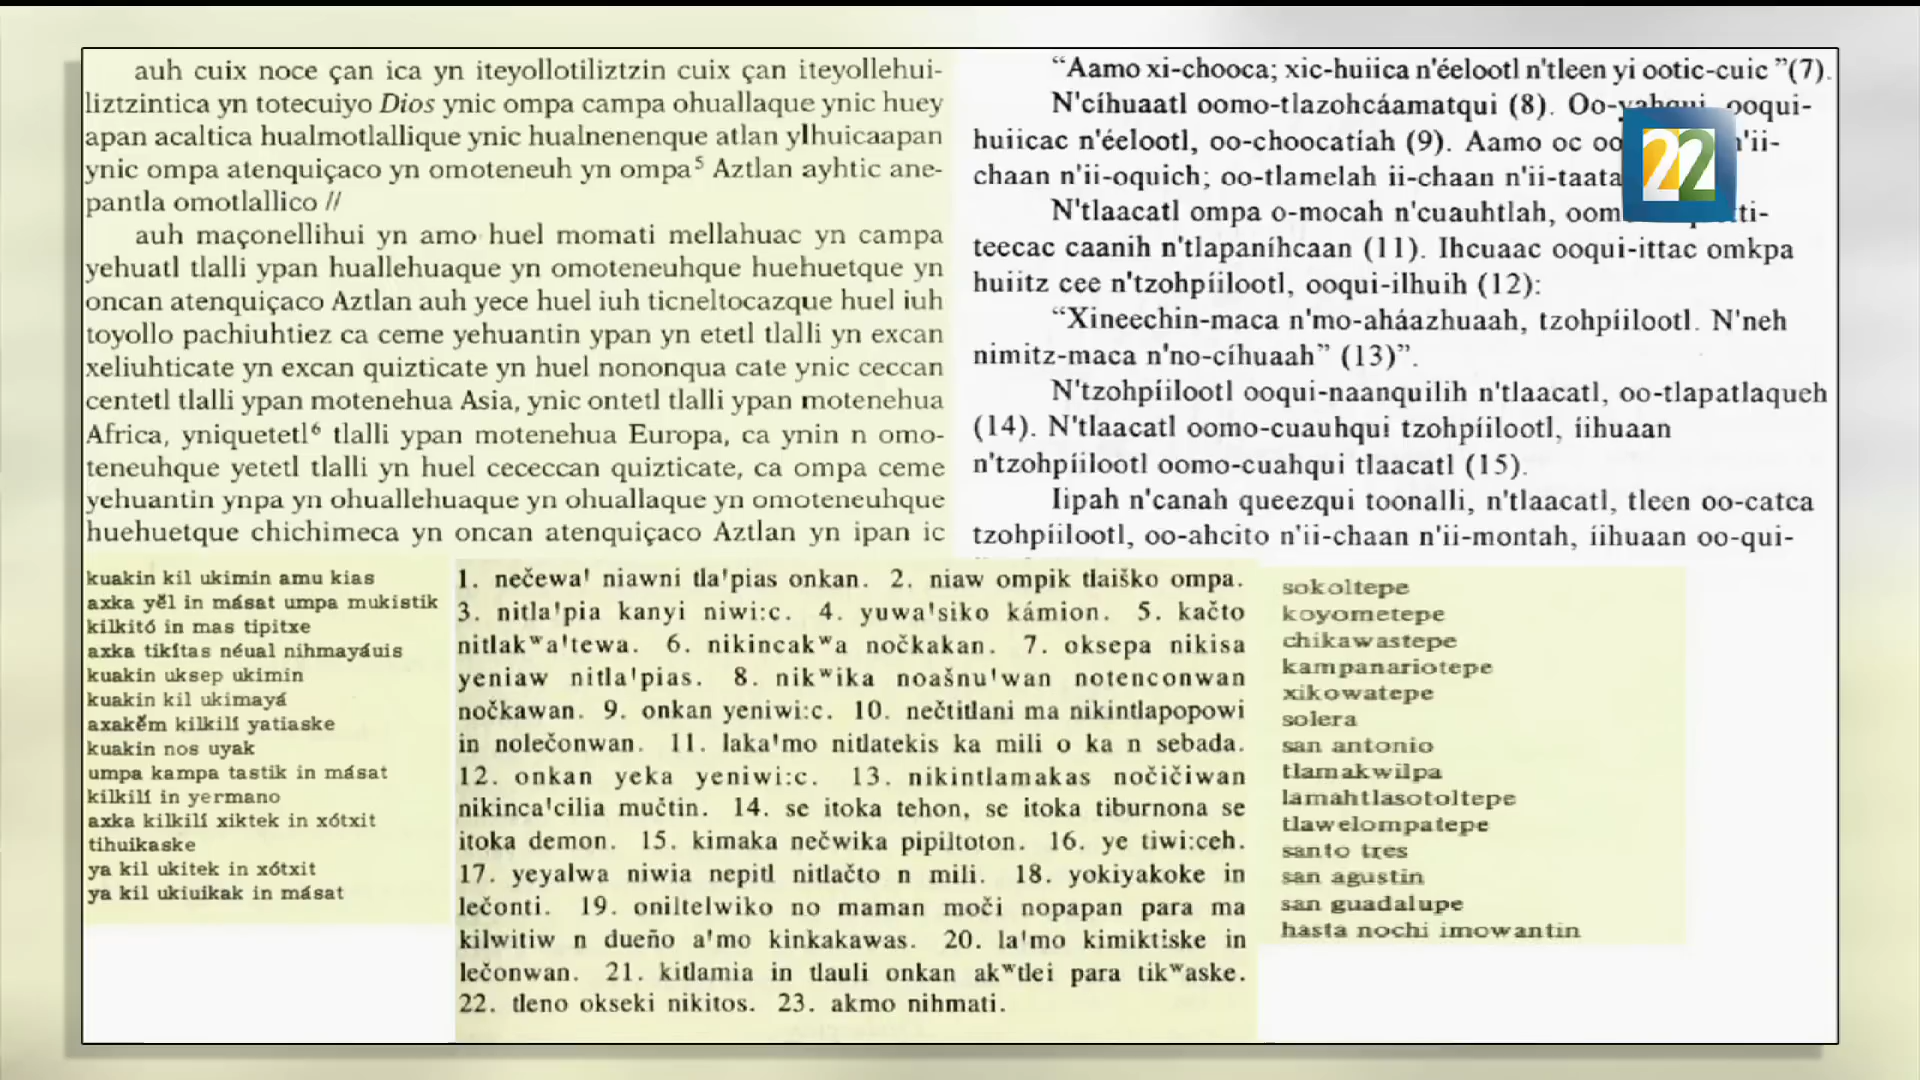 auh cuix noce çan ica yn iteyollotiliztzin cuix çan iteyollehui-
liztzintica yn totecuiyo Dios ynic ompa campa ohuallaque ynic huey
apan acaltica hualmotlallique ynic hualnenenque atlan ylhuicaapan
ynic ompa atenquiçaco yn omoteneuh yn ompa⁵ Aztlan ayhtic ane-
pantla omotlallico //
auh maçonellihui yn amo huel momati mellahuac yn campa
yehuatl tlalli ypan huallehuaque yn omoteneuhque huehuetque yn
oncan atenquiçaco Aztlan auh yece huel iuh ticneltocazque huel iuh
toyollo pachiuhtiez ca ceme yehuantin ypan yn etetl tlalli yn excan
xeliuhticate yn excan quizticate yn huel nononqua cate ynic ceccan
centetl tlalli ypan motenehua Asia, ynic ontetl tlalli ypan motenehua
Africa, yniquetetl⁶ tlalli ypan motenehua Europa, ca ynin n omo-
teneuhque yetetl tlalli yn huel cececcan quizticate, ca ompa ceme
yehuantin ynpa yn ohuallehuaque yn ohuallaque yn omoteneuhque
huehuetque chichimeca yn oncan atenquiçaco Aztlan yn ipan ic
“Aamo xi-chooca; xic-huiica n'éelootl n'tleen yi ootic-cuic ”(7).
N'cíhuaatl oomo-tlazohcáamatqui (8). ooqui-
huiicac n'éelootl, oo-choocatíah (9). Aamo oc n'ii-
chaan n'ii-oquich; oo-tlamelah ii-chaan n'ii-taata
N'tlaacatl ompa o-mocah n'cuauhtlah,
teecac caanih n'tlapaníhcaan (11). Ihcuaac ooqui-ittac omkpa
huiitz cee n'tzohpíilootl, ooqui-ilhuih (12):
“Xineechin-maca n'mo-aháazhuaah, tzohpíilootl. N'neh
nimitz-maca n'no-cíhuaah” (13)”.
N'tzohpíilootl ooqui-naanquilih n'tlaacatl, oo-tlapatlaqueh
(14). N'tlaacatl oomo-cuauhqui tzohpíilootl, íihuaan
n'tzohpíilootl oomo-cuahqui tlaacatl (15).
Iipah n'canah queezqui toonalli, n'tlaacatl, tleen oo-catca
tzohpíilootl, oo-ahcito n'ii-chaan n'ii-montah, íihuaan oo-qui-
kuakin kil ukimin amu kias
axka yĕl in másat umpa mukistik
kilkitó in mas tipitxe
axka tikítas néual nihmayáuis
kuakin uksep ukimin
kuakin kil ukimayá
axakĕm kilkilí yatiaske
kuakin nos uyak
umpa kampa tastik in másat
kilkilí in yermano
axka kilkilí xiktek in xótxit
tihuikaske
ya kil ukitek in xótxit
ya kil ukiuikak in másat
1. nečewa' niawni tla'pias onkan. 2. niaw ompik tlaiško ompa.
3. nitla'pia kanyi niwi:c. 4. yuwa'siko kámion. 5. kačto
nitlakʷa'tewa. 6. nikincakʷa nočkakan. 7. oksepa nikisa
yeniaw nitla'pias. 8. nikʷika noašnu'wan notenconwan
nočkawan. 9. onkan yeniwi:c. 10. nečtitlani ma nikintlapopowi
in nolečonwan. 11. laka'mo nitlatekis ka mili o ka n sebada.
12. onkan yeka yeniwi:c. 13. nikintlamakas nočičiwan
nikinca'cilia mučtin. 14. se itoka tehon, se itoka tiburnona se
itoka demon. 15. kimaka nečwika pipiltoton. 16. ye tiwi:ceh.
17. yeyalwa niwia nepitl nitlačto n mili. 18. yokiyakoke in
lečonti. 19. oniltelwiko no maman moči nopapan para ma
kilwitiw n dueño a'mo kinkakawas. 20. la'mo kimiktiske in
lečonwan. 21. kitlamia in tlauli onkan akʷtlei para tikʷaske.
22. tleno okseki nikitos. 23. akmo nihmati.
sokoltepe
koyometepe
chikawastepe
kampanariotepe
xikowatepe
solera
san antonio
tlamakwilpa
lamahtlasotoltepe
tlawelompatepe
santo tres
san agustin
san guadalupe
hasta nochi imowantin
22